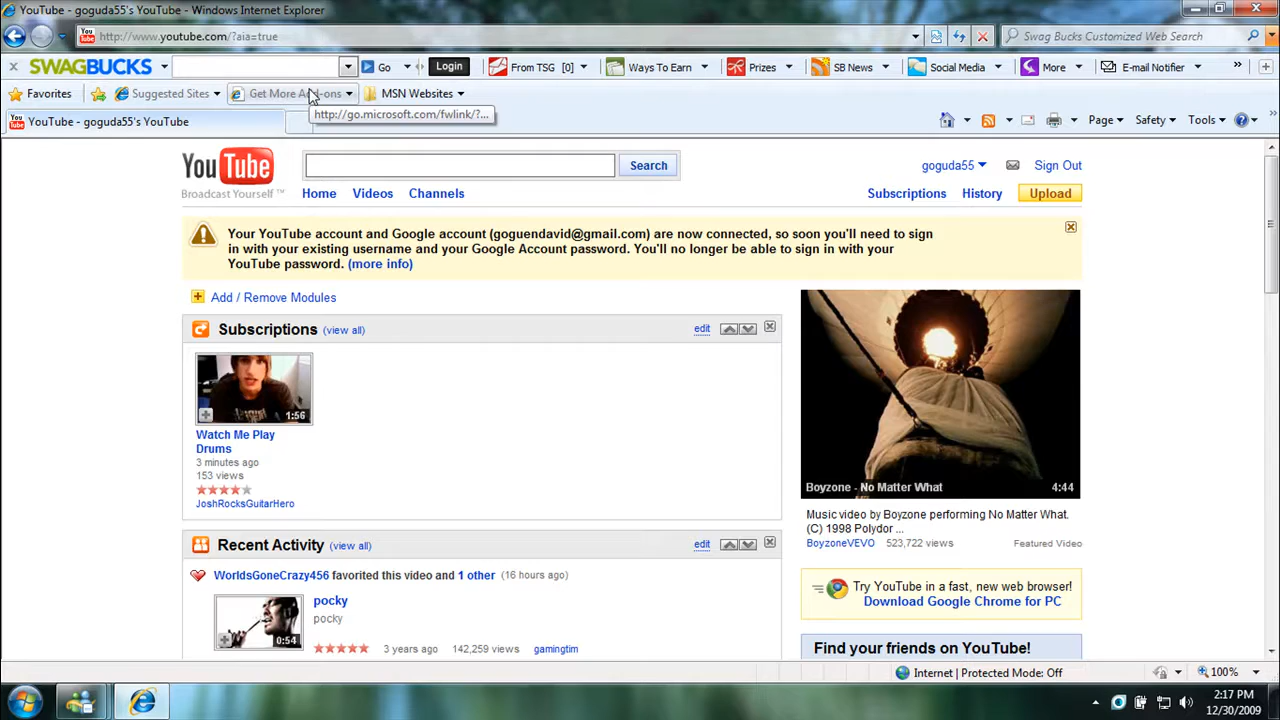 YouTube - goguda55's YouTube - Windows Internet Explorer
http://www.youtube.com/?aia=true
Swag Bucks Customized Web Search
SWAGBUCKS
Go
Login
From TSG [0]
Ways To Earn
Prizes
SB News
Social Media
More
E-mail Notifier
Favorites
Suggested Sites
Get More Add-ons
MSN Websites
http://go.microsoft.com/fwlink/?...
YouTube - goguda55's YouTube
Page
Safety
Tools
YouTube
Broadcast Yourself ™
Search
goguda55
Sign Out
Home
Videos
Channels
Subscriptions
History
Upload
Your YouTube account and Google account (goguendavid@gmail.com) are now connected, so soon you'll need to sign
in with your existing username and your Google Account password. You'll no longer be able to sign in with your
YouTube password. (more info)
Add / Remove Modules
Subscriptions (view all)
edit
1:56
Watch Me Play
Drums
3 minutes ago
153 views
JoshRocksGuitarHero
Boyzone - No Matter What
4:44
Music video by Boyzone performing No Matter What.
(C) 1998 Polydor ...
BoyzoneVEVO
523,722 views
Featured Video
Recent Activity (view all)
edit
WorldsGoneCrazy456 favorited this video and 1 other (16 hours ago)
pocky
pocky
0:54
3 years ago
142,259 views
gamingtim
Try YouTube in a fast, new web browser!
Download Google Chrome for PC
Find your friends on YouTube!
Internet | Protected Mode: Off
100%
2:17 PM
12/30/2009